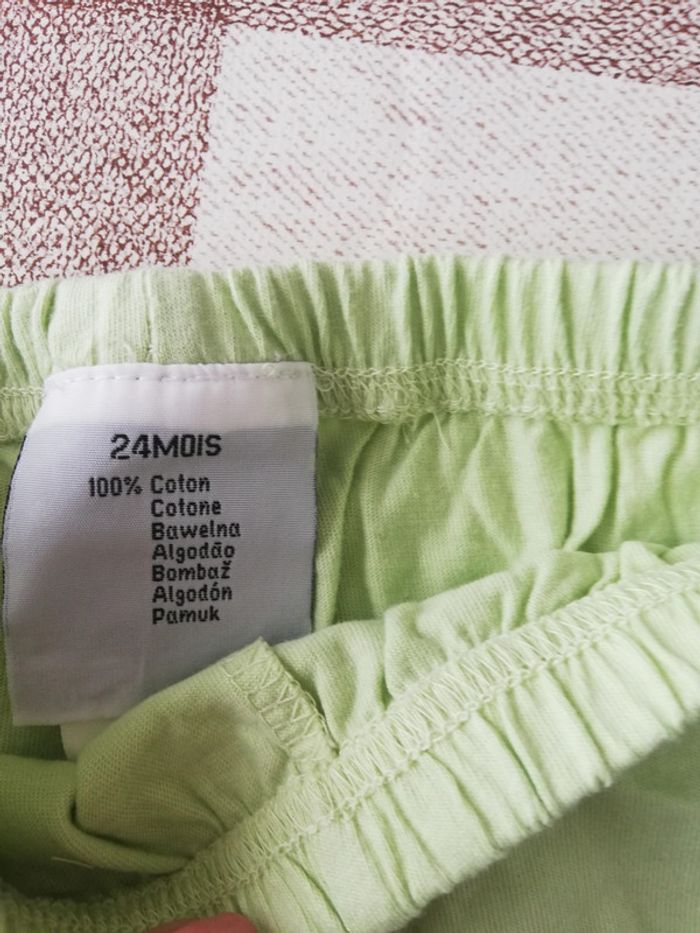 24MOIS
100% Coton
Cotone
Bawełna
Algodão
Bombaž
Algodón
Pamuk